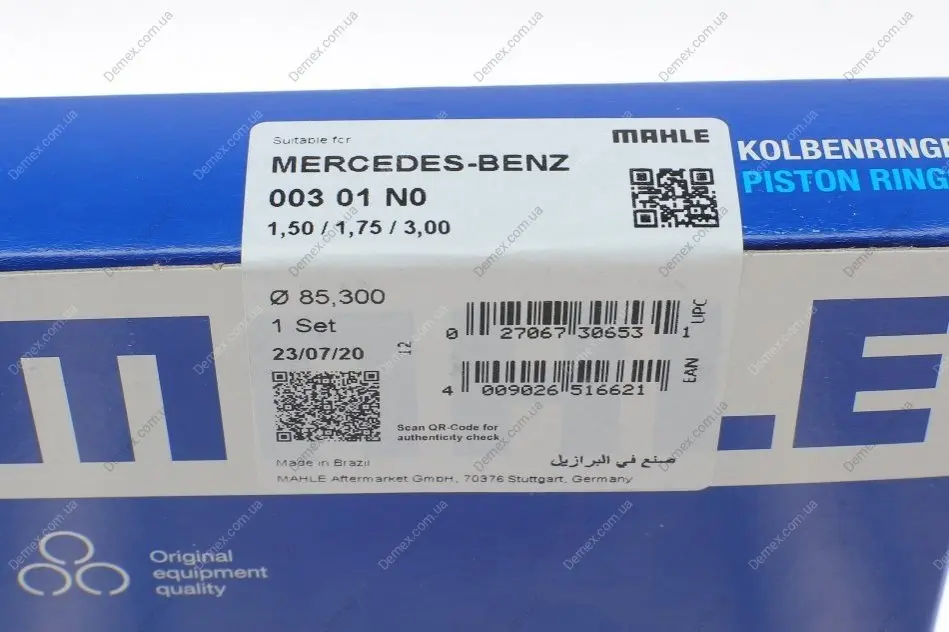 Suitable for
MAHLE
MERCEDES-BENZ
003 01 N0
1,50 / 1,75 / 3,00
KOLBENRINGE
PISTON RINGS
Ø 85,300
1 Set
23/07/20
12
0 27067 30653 1
UPC
4 009026 516621
EAN
Scan QR-Code for
authenticity check
Made in Brazil
صنع في البرازيل
MAHLE Aftermarket GmbH, 70376 Stuttgart, Germany
Original
equipment
quality
Demex.com.ua